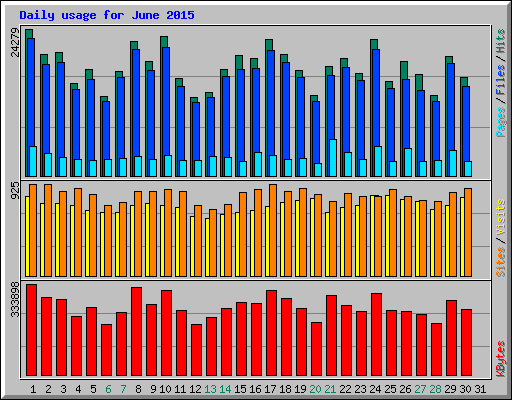 Daily usage for June 2015
24279
Pages / Files / Hits
925
Sites / Visits
333898
KBytes
1 2 3 4 5 6 7 8 9 10 11 12 13 14 15 16 17 18 19 20 21 22 23 24 25 26 27 28 29 30 31